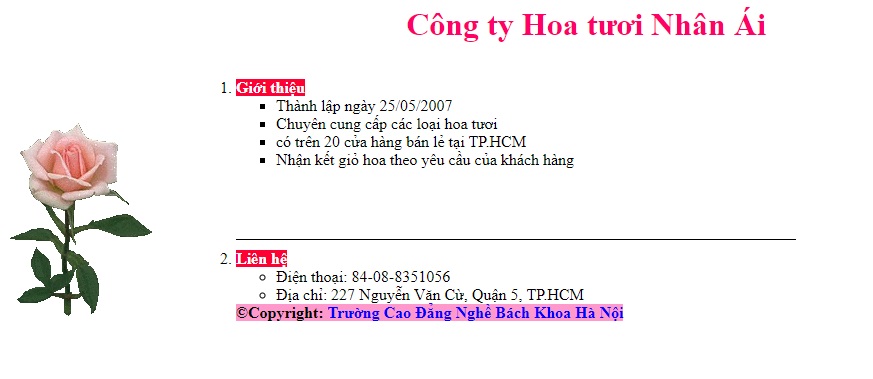 Công ty Hoa tươi Nhân Ái
1. Giới thiệu
Thành lập ngày 25/05/2007
Chuyên cung cấp các loại hoa tươi
có trên 20 cửa hàng bán lẻ tại TP.HCM
Nhận kết giỏ hoa theo yêu cầu của khách hàng
2. Liên hệ
Điện thoại: 84-08-8351056
Địa chỉ: 227 Nguyễn Văn Cừ, Quận 5, TP.HCM
©Copyright: Trường Cao Đẳng Nghề Bách Khoa Hà Nội